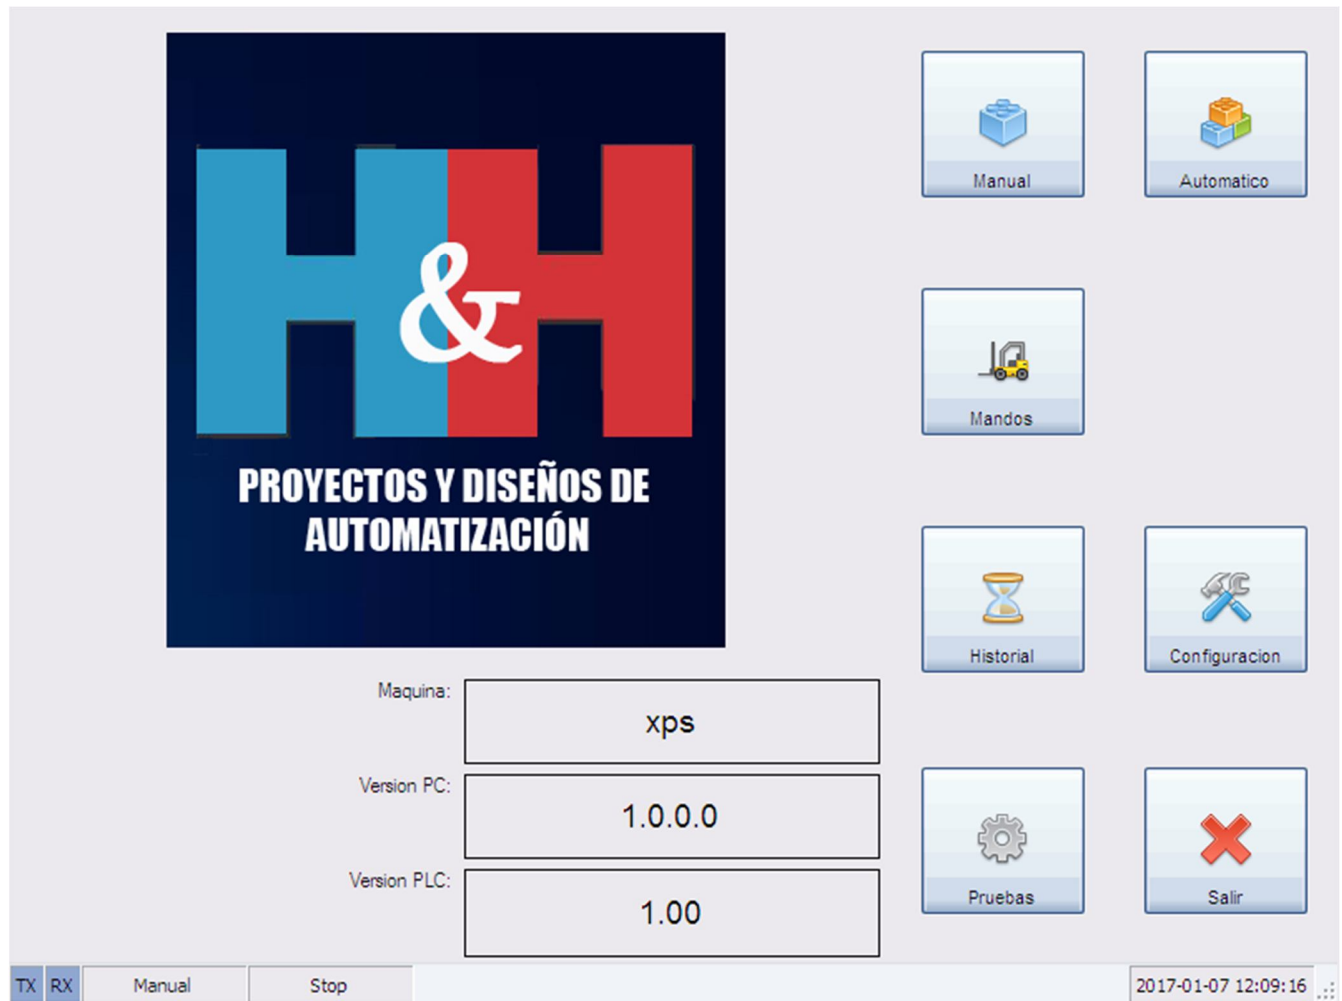 H&H
PROYECTOS Y DISEÑOS DE
AUTOMATIZACIÓN
Maquina:
xps
Version PC:
1.0.0.0
Version PLC:
1.00
Manual
Automatico
Mandos
Historial
Configuracion
Pruebas
Salir
TX RX Manual Stop 2017-01-07 12:09:16